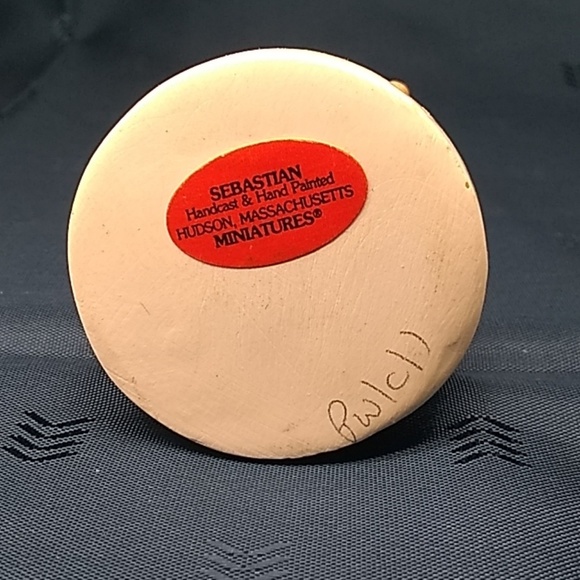 SEBASTIAN
Handcast & Hand Painted
HUDSON, MASSACHUSETTS
MINIATURES®